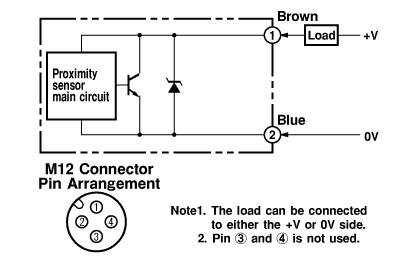 Brown
1 Load +V
Proximity
sensor
main circuit
Blue
2 0V
M12 Connector
Pin Arrangement
1
2 4
3
Note1. The load can be connected
to either the +V or 0V side.
2. Pin ③ and ④ is not used.